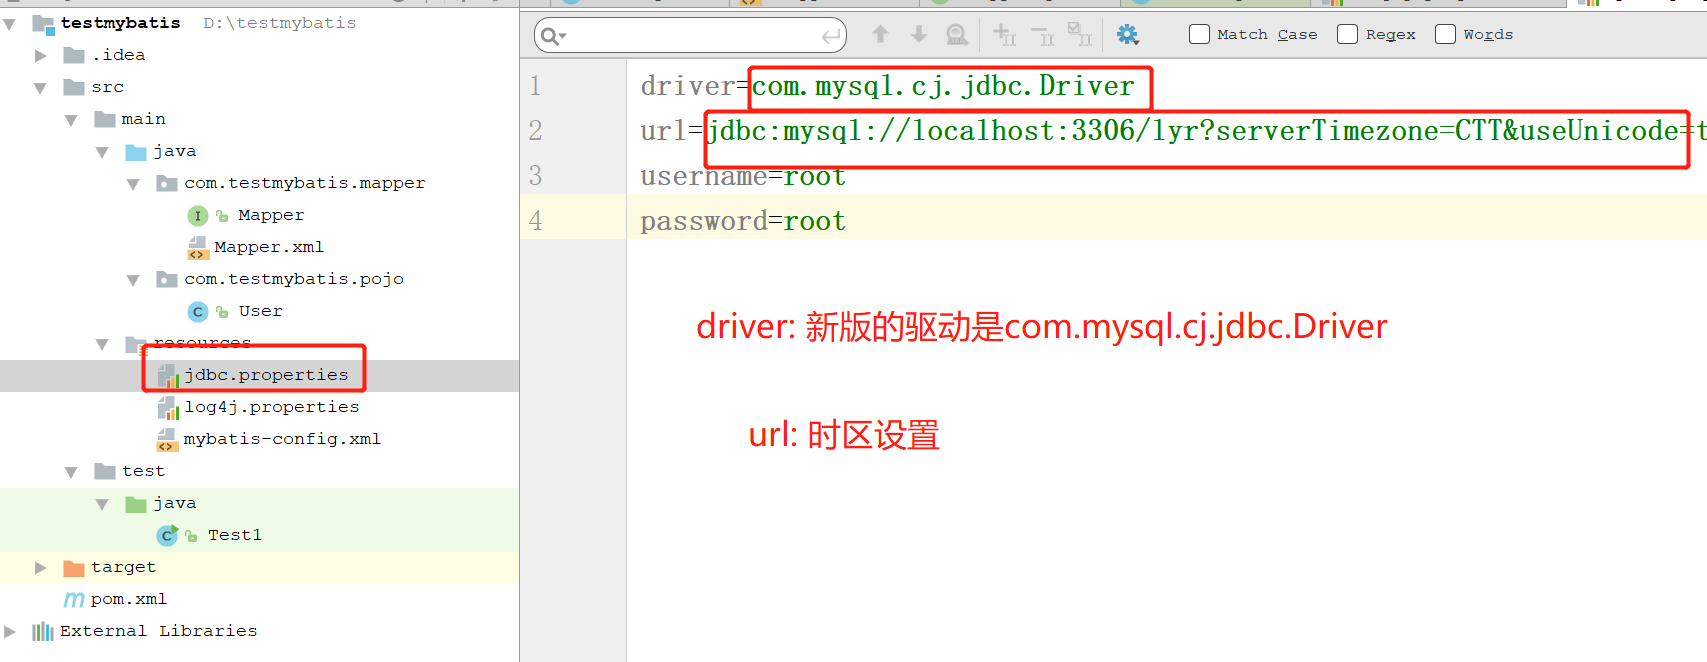 testmybatis D:\testmybatis
.idea
src
main
java
com.testmybatis.mapper
Mapper
Mapper.xml
com.testmybatis.pojo
User
resources
jdbc.properties
log4j.properties
mybatis-config.xml
test
java
Test1
target
pom.xml
External Libraries
Match Case Regex Words
1 driver=com.mysql.cj.jdbc.Driver
2 url=jdbc:mysql://localhost:3306/lyr?serverTimezone=CTT&useUnicode=t
3 username=root
4 password=root
driver: 新版的驱动是com.mysql.cj.jdbc.Driver
url: 时区设置